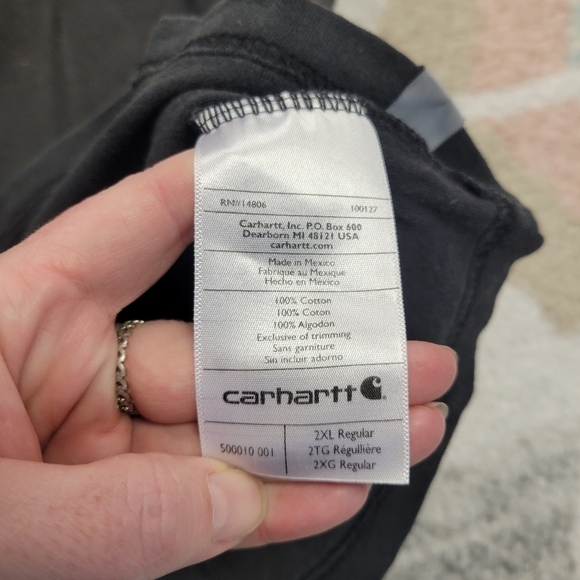 RN#14806 100127
Carhartt, Inc. P.O. Box 600
Dearborn MI 48121 USA
carhartt.com
Made in Mexico
Fabriqué au Mexique
Hecho en México
100% Cotton
100% Coton
100% Algodon
Exclusive of trimming
Sans garniture
Sin incluir adorno
carhartt
500010 001
2XL Regular
2TG Régullière
2XG Regular